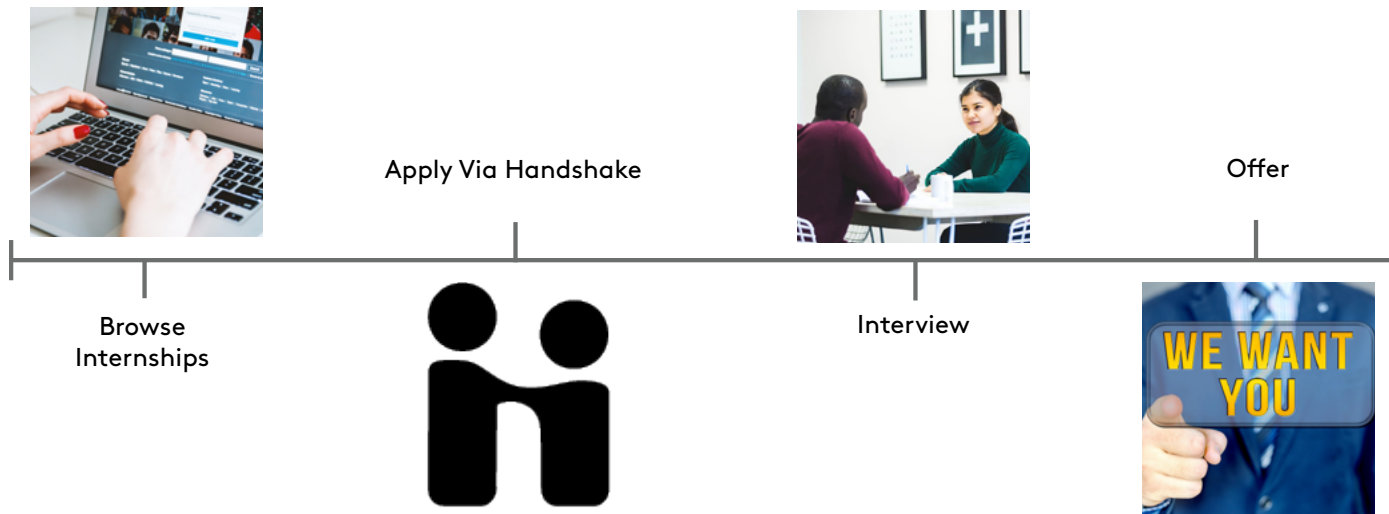 Apply Via Handshake
Offer
Browse
Internships
Interview
WE WANT
YOU